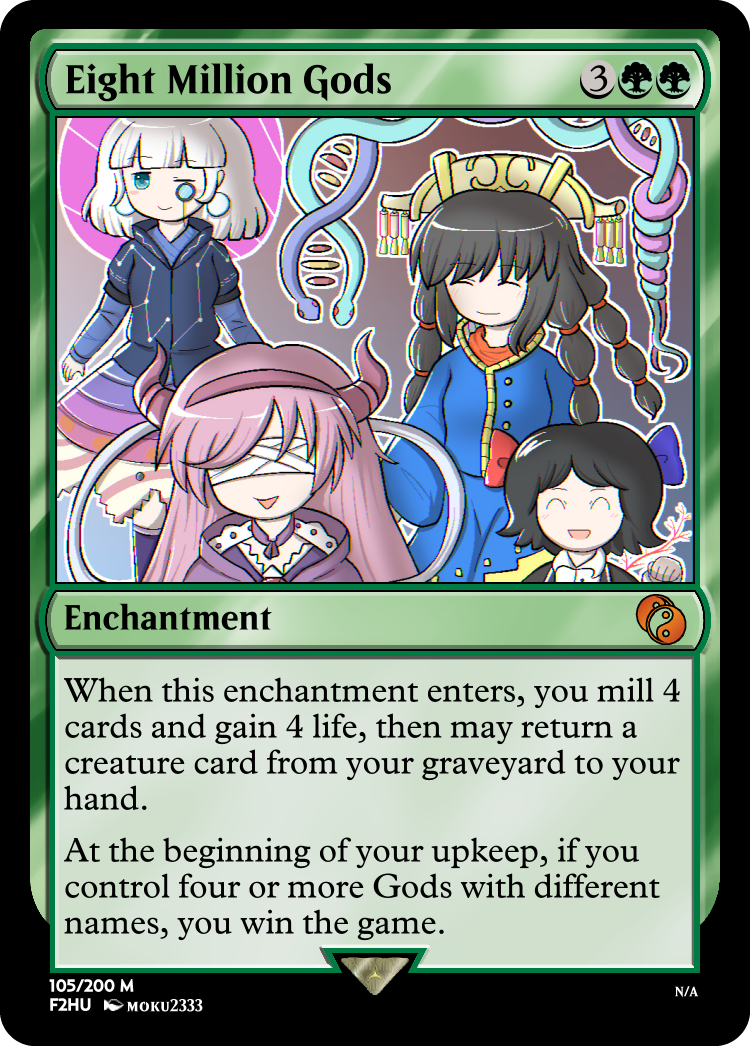 Eight Million Gods 3
Enchantment
When this enchantment enters, you mill 4
cards and gain 4 life, then may return a
creature card from your graveyard to your
hand.
At the beginning of your upkeep, if you
control four or more Gods with different
names, you win the game.
105/200 M
F2HU MOKU2333
N/A